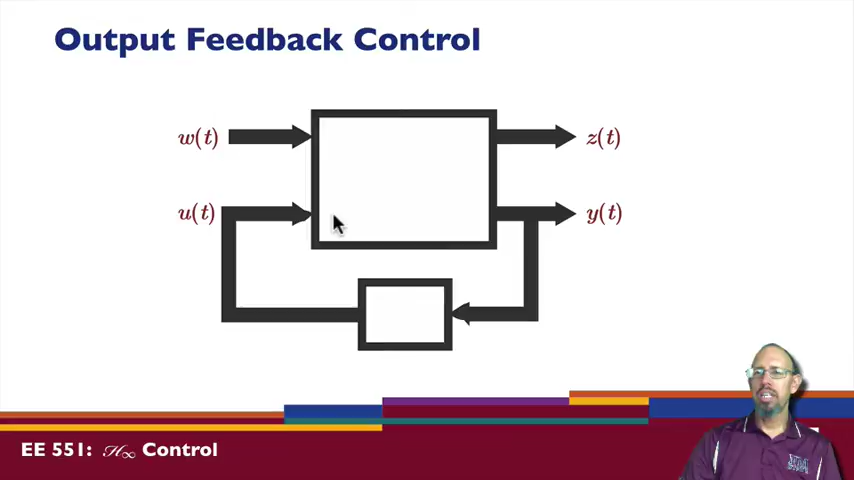 Output Feedback Control
w(t)
z(t)
u(t)
y(t)
EE 551: ℋ∞ Control